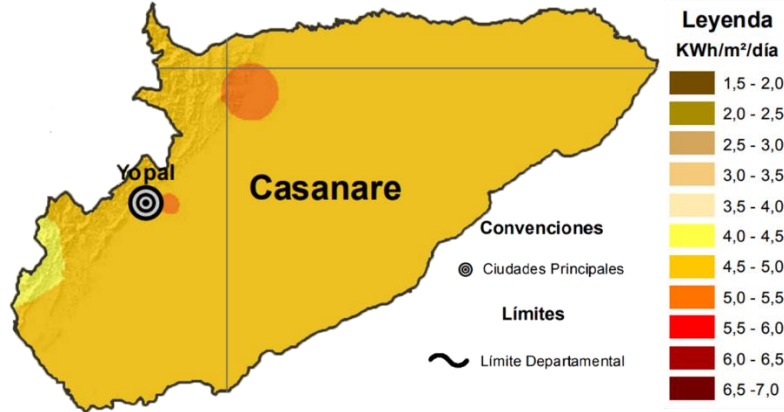 Yopal
Casanare
Convenciones
Ciudades Principales
Límites
Límite Departamental
Leyenda
KWh/m²/día
1,5 - 2,0
2,0 - 2,5
2,5 - 3,0
3,0 - 3,5
3,5 - 4,0
4,0 - 4,5
4,5 - 5,0
5,0 - 5,5
5,5 - 6,0
6,0 - 6,5
6,5 -7,0